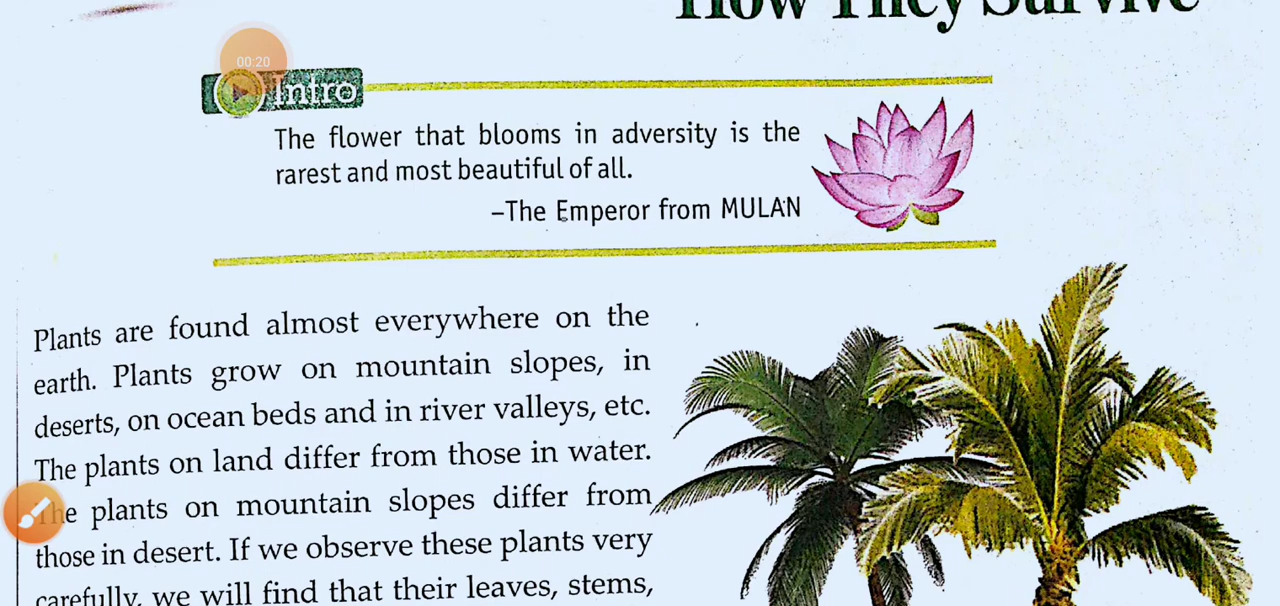 How They Survive
00:20
Intro
The flower that blooms in adversity is the
rarest and most beautiful of all.
–The Emperor from MULAN
Plants are found almost everywhere on the
earth. Plants grow on mountain slopes, in
deserts, on ocean beds and in river valleys, etc.
The plants on land differ from those in water.
The plants on mountain slopes differ from
those in desert. If we observe these plants very
carefully, we will find that their leaves, stems,